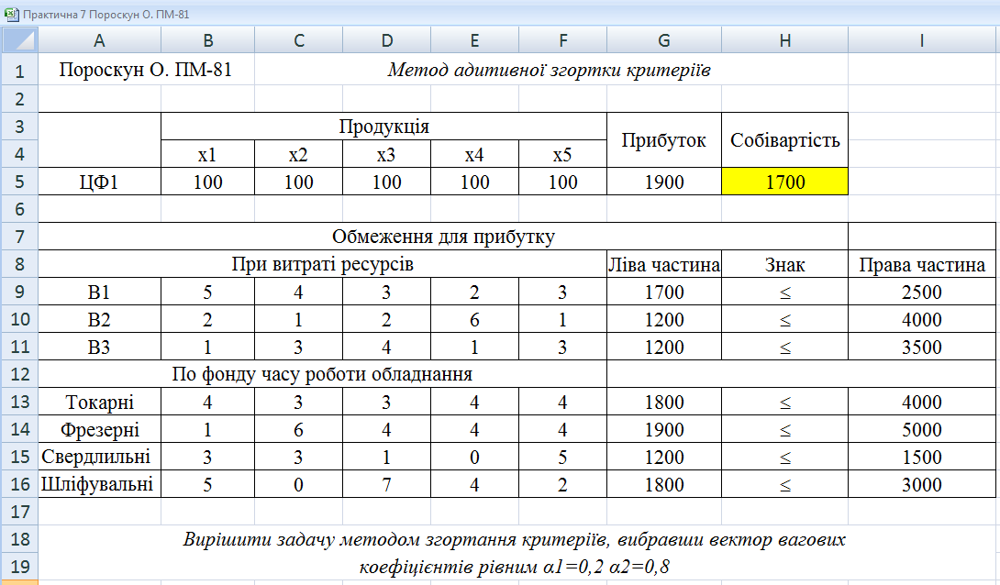 Практична 7 Пороскун О. ПМ-81
A B C D E F G H I
1 Пороскун О. ПМ-81 Метод адитивної згортки критеріїв
2
3 Продукція Прибуток Собівартість
4 x1 x2 x3 x4 x5
5 ЦФ1 100 100 100 100 100 1900 1700
6
7 Обмеження для прибутку
8 При витраті ресурсів Ліва частина Знак Права частина
9 В1 5 4 3 2 3 1700 ≤ 2500
10 В2 2 1 2 6 1 1200 ≤ 4000
11 В3 1 3 4 1 3 1200 ≤ 3500
12 По фонду часу роботи обладнання
13 Токарні 4 3 3 4 4 1800 ≤ 4000
14 Фрезерні 1 6 4 4 4 1900 ≤ 5000
15 Свердлильні 3 3 1 0 5 1200 ≤ 1500
16 Шліфувальні 5 0 7 4 2 1800 ≤ 3000
17
18 Вирішити задачу методом згортання критеріїв, вибравши вектор вагових
19 коефіцієнтів рівним α1=0,2 α2=0,8